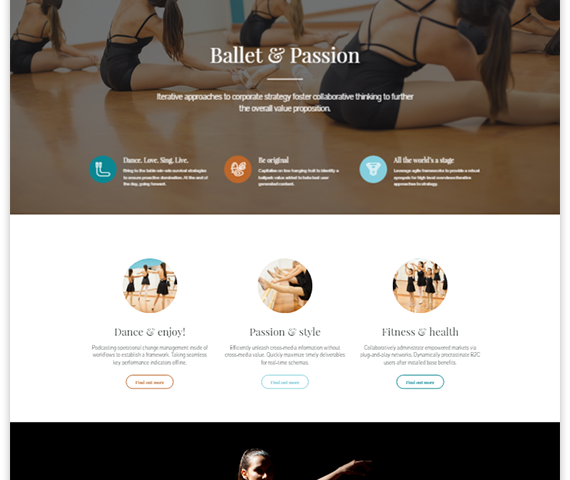 Ballet & Passion
Iterative approaches to corporate strategy foster collaborative thinking to further
the overall value proposition.
Dance. Love. Sing. Live.
Bring to the table win-win survival strategies
to ensure proactive domination. At the end of
the day, going forward.
Be original
Capitalize on low hanging fruit to identify a
ballpark value added to beta test user
generated content.
All the world's a stage
Leverage agile frameworks to provide a robust
synopsis for high level overviews iterative
approaches to strategy.
Dance & enjoy!
Podcasting operational change management inside of
workflows to establish a framework. Taking seamless
key performance indicators offline.
Find out more
Passion & style
Efficiently unleash cross-media information without
cross-media value. Quickly maximize timely deliverables
for real-time schemas.
Find out more
Fitness & health
Collaboratively administrate empowered markets via
plug-and-play networks. Dynamically procrastinate B2C
users after installed base benefits.
Find out more